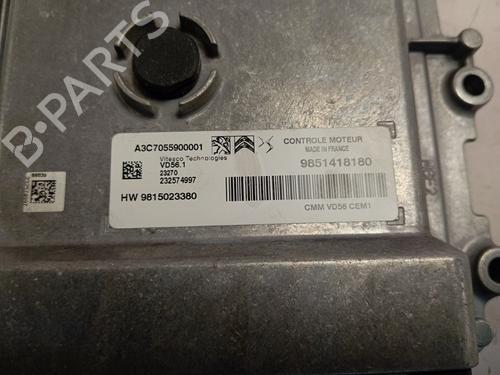 B-PARTS
A3C7055900001
Vitesco Technologies
VD56.1
23270
232574997
HW 9815023380
CONTROLE MOTEUR
MADE IN FRANCE
9851418180
CMM VD56 CEM1